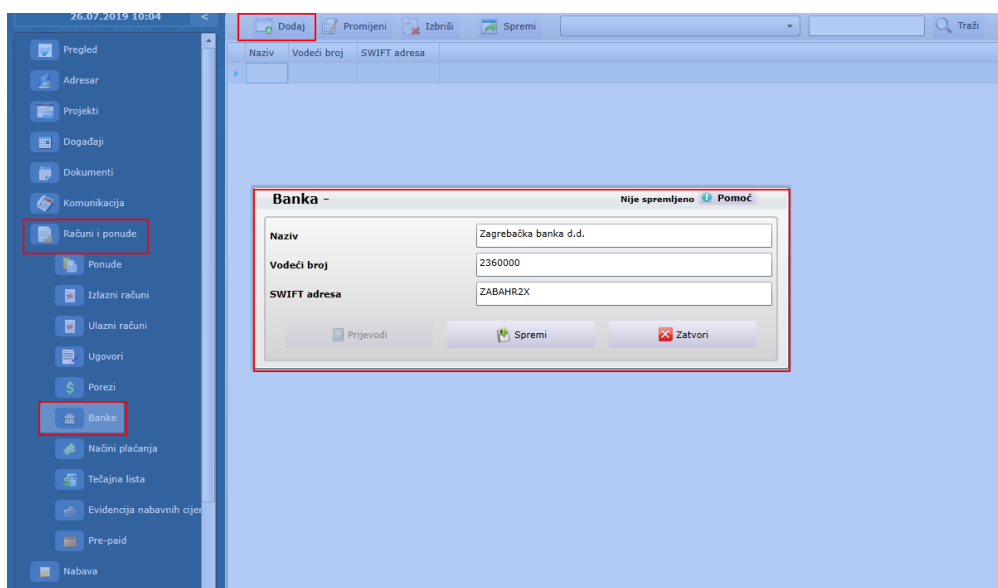 26.07.2019 10:04 <
Dodaj Promijeni Izbriši Spremi Traži
Naziv Vodeći broj SWIFT adresa
Pregled
Adresar
Projekti
Događaji
Dokumenti
Komunikacija
Računi i ponude
Ponude
Izlazni računi
Ulazni računi
Ugovori
Porezi
Banke
Načini plaćanja
Tečajna lista
Evidencija nabavnih cijen
Pre-paid
Nabava
Banka - Nije spremljeno Pomoć
Naziv Zagrebačka banka d.d.
Vodeći broj 2360000
SWIFT adresa ZABAHR2X
Prijevodi Spremi Zatvori